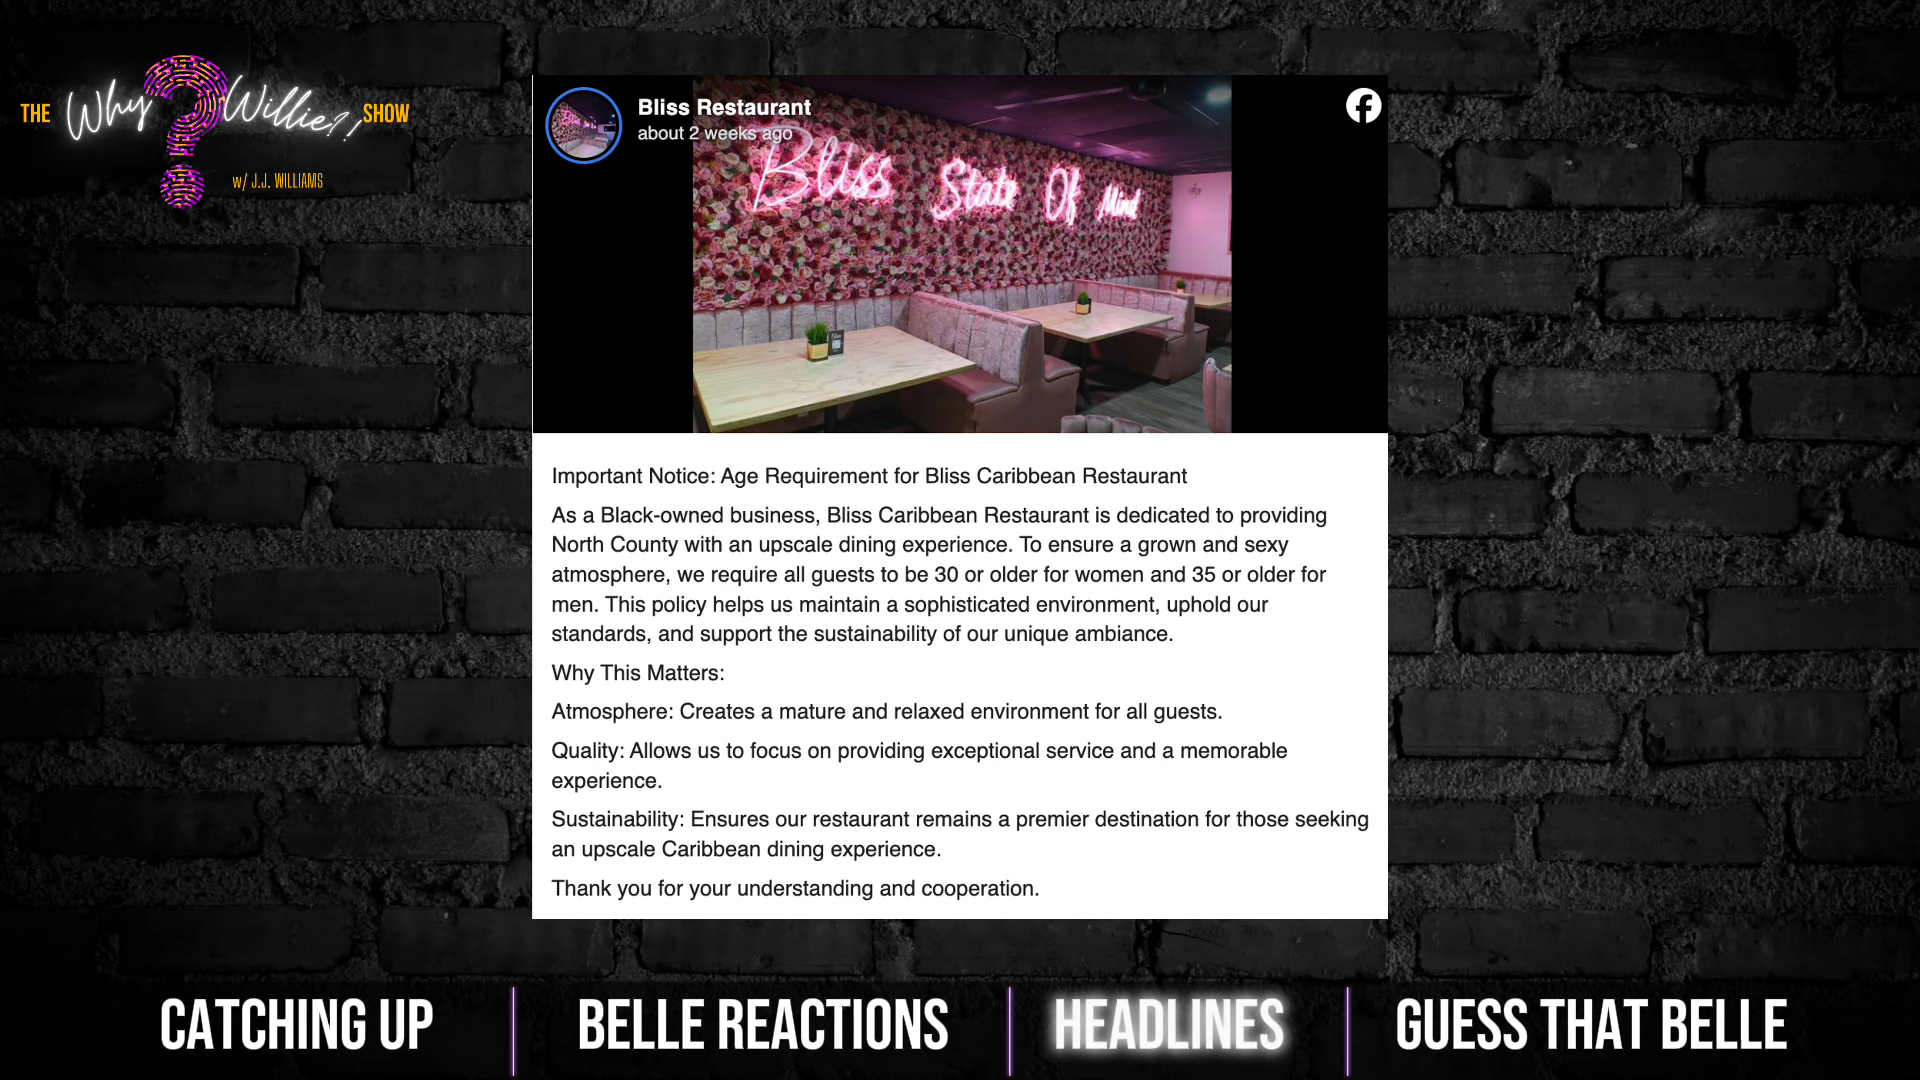 THE Why ? Willie?! SHOW
w/ J.J. WILLIAMS
Bliss Restaurant
about 2 weeks ago
Bliss State Of Mind
Important Notice: Age Requirement for Bliss Caribbean Restaurant
As a Black-owned business, Bliss Caribbean Restaurant is dedicated to providing
North County with an upscale dining experience. To ensure a grown and sexy
atmosphere, we require all guests to be 30 or older for women and 35 or older for
men. This policy helps us maintain a sophisticated environment, uphold our
standards, and support the sustainability of our unique ambiance.
Why This Matters:
Atmosphere: Creates a mature and relaxed environment for all guests.
Quality: Allows us to focus on providing exceptional service and a memorable
experience.
Sustainability: Ensures our restaurant remains a premier destination for those seeking
an upscale Caribbean dining experience.
Thank you for your understanding and cooperation.
CATCHING UP
BELLE REACTIONS
HEADLINES
GUESS THAT BELLE